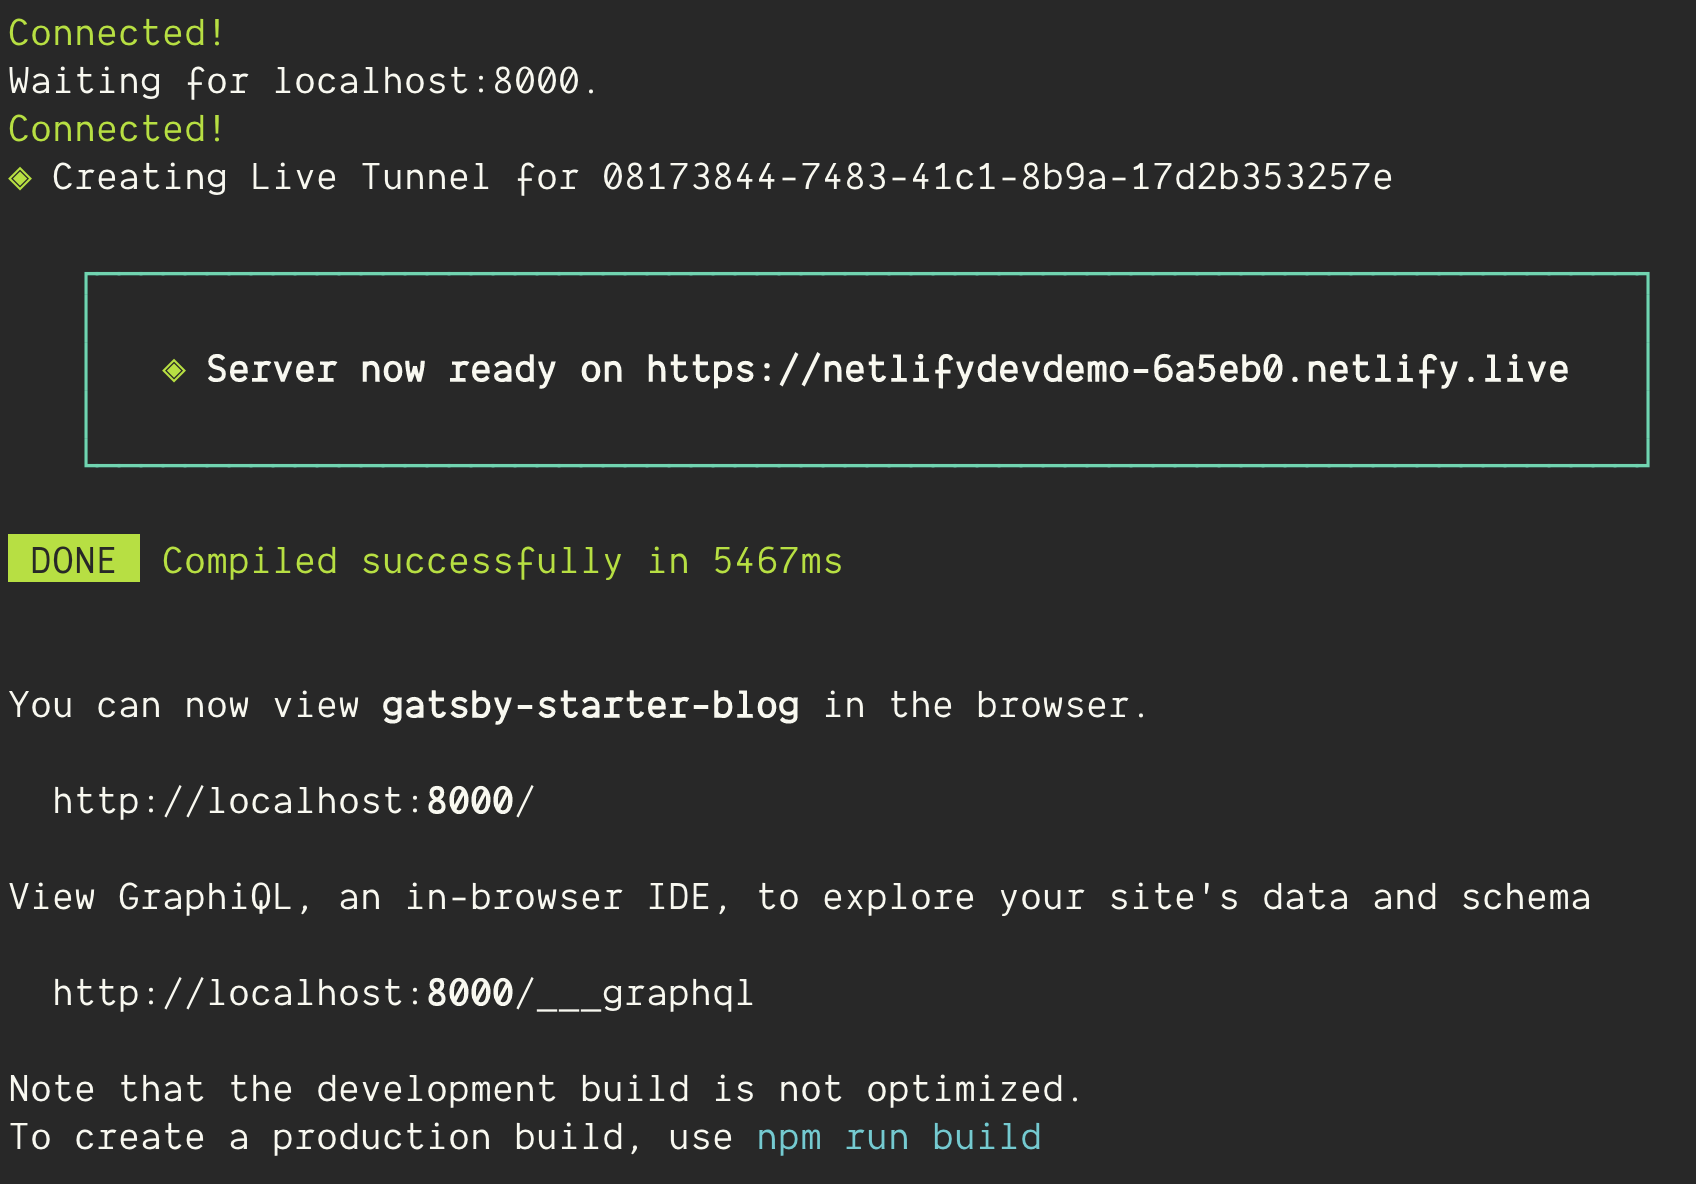 Connected!
Waiting for localhost:8000.
Connected!
◈ Creating Live Tunnel for 08173844-7483-41c1-8b9a-17d2b353257e
◈ Server now ready on https://netlifydevdemo-6a5eb0.netlify.live
DONE Compiled successfully in 5467ms
You can now view gatsby-starter-blog in the browser.
http://localhost:8000/
View GraphiQL, an in-browser IDE, to explore your site's data and schema
http://localhost:8000/___graphql
Note that the development build is not optimized.
To create a production build, use npm run build